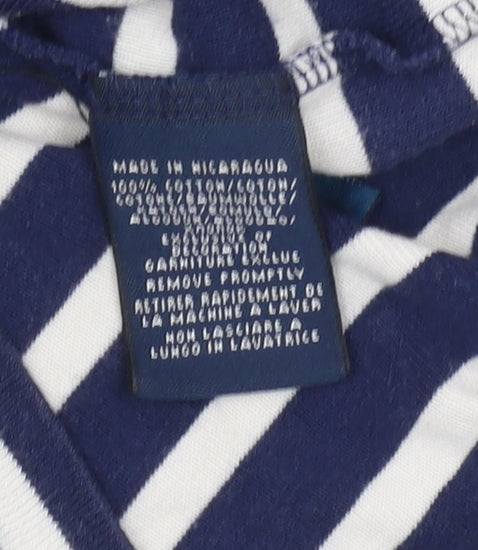 MADE IN NICARAGUA
100% COTTON/COTON/
EXCLUSIVE OF
DECORATION
GARNITURE EXCLUE
REMOVE PROMPTLY
RETIRER RAPIDEMENT DE
LA MACHINE A LAVER
NON LASCIARE A
LUNGO IN LAVATRICE